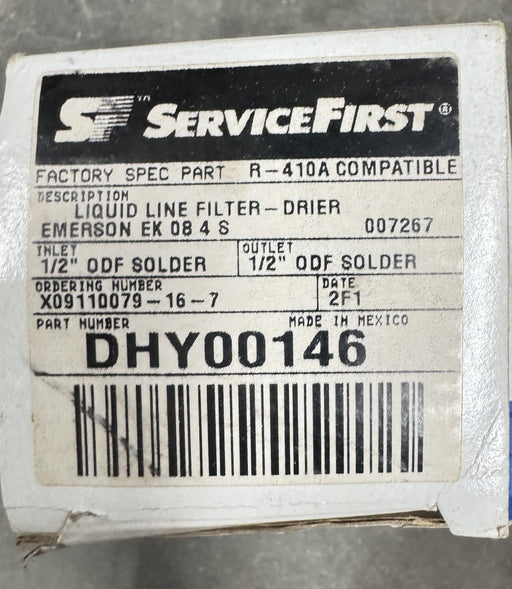 SF™ SERVICEFIRST®
FACTORY SPEC PART R-410A COMPATIBLE
DESCRIPTION
LIQUID LINE FILTER-DRIER
EMERSON EK 08 4 S 007267
INLET OUTLET
1/2" ODF SOLDER 1/2" ODF SOLDER
ORDERING NUMBER DATE
X09110079-16-7 2F1
PART NUMBER MADE IN MEXICO
DHY00146